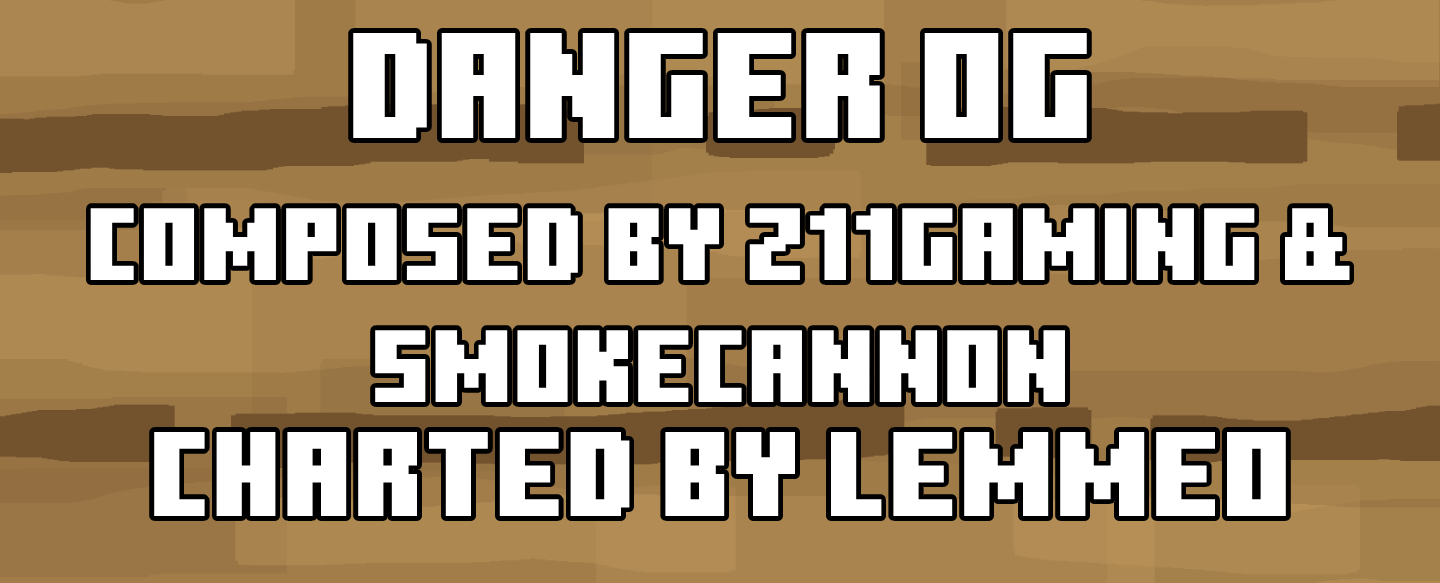 DANGER OG
COMPOSED BY Z11GAMING &
SMOKECANNON
CHARTED BY LEMMEO